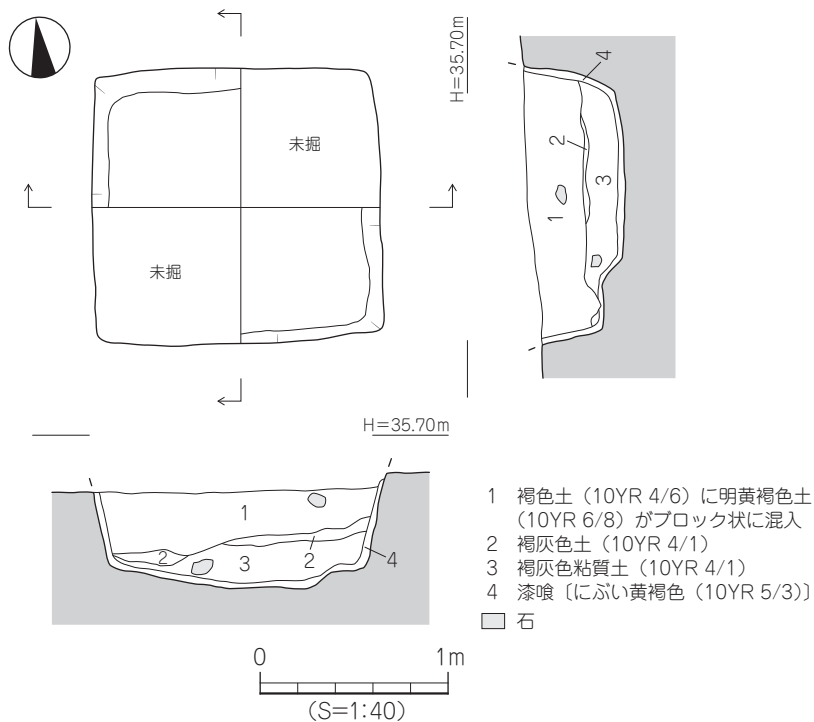 未掘
未掘
H=35.70m
4
2
3
1
H=35.70m
1
2
3
2
4
1 褐色土（10YR 4/6）に明黄褐色土
（10YR 6/8）がブロック状に混入
2 褐灰色土（10YR 4/1）
3 褐灰色粘質土（10YR 4/1）
4 漆喰〔にぶい黄褐色（10YR 5/3）〕
石
0 1m
(S=1:40)